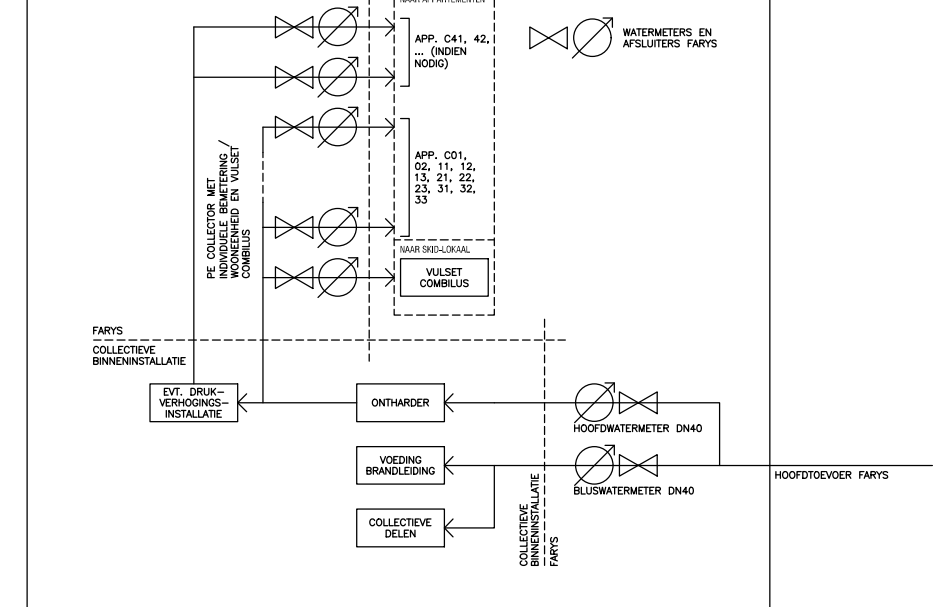 NAAR APPARTEMENTEN
APP. C41, 42,
... (INDIEN
NODIG)
WATERMETERS EN
AFSLUITERS FARYS
APP. C01,
02, 11, 12,
13, 21, 22,
23, 31, 32,
33
PE COLLECTOR MET
INDIVIDUELE BEMETERING /
WOONEENHEID EN VULSET
COMBILUS
NAAR SKID-LOKAAL
VULSET
COMBILUS
FARYS
COLLECTIEVE
BINNENINSTALLATIE
EVT. DRUK-
VERHOGINGS-
INSTALLATIE
ONTHARDER
HOOFDWATERMETER DN40
VOEDING
BRANDLEIDING
BLUSWATERMETER DN40
HOOFDTOEVOER FARYS
COLLECTIEVE
DELEN
COLLECTIEVE
BINNENINSTALLATIE
FARYS